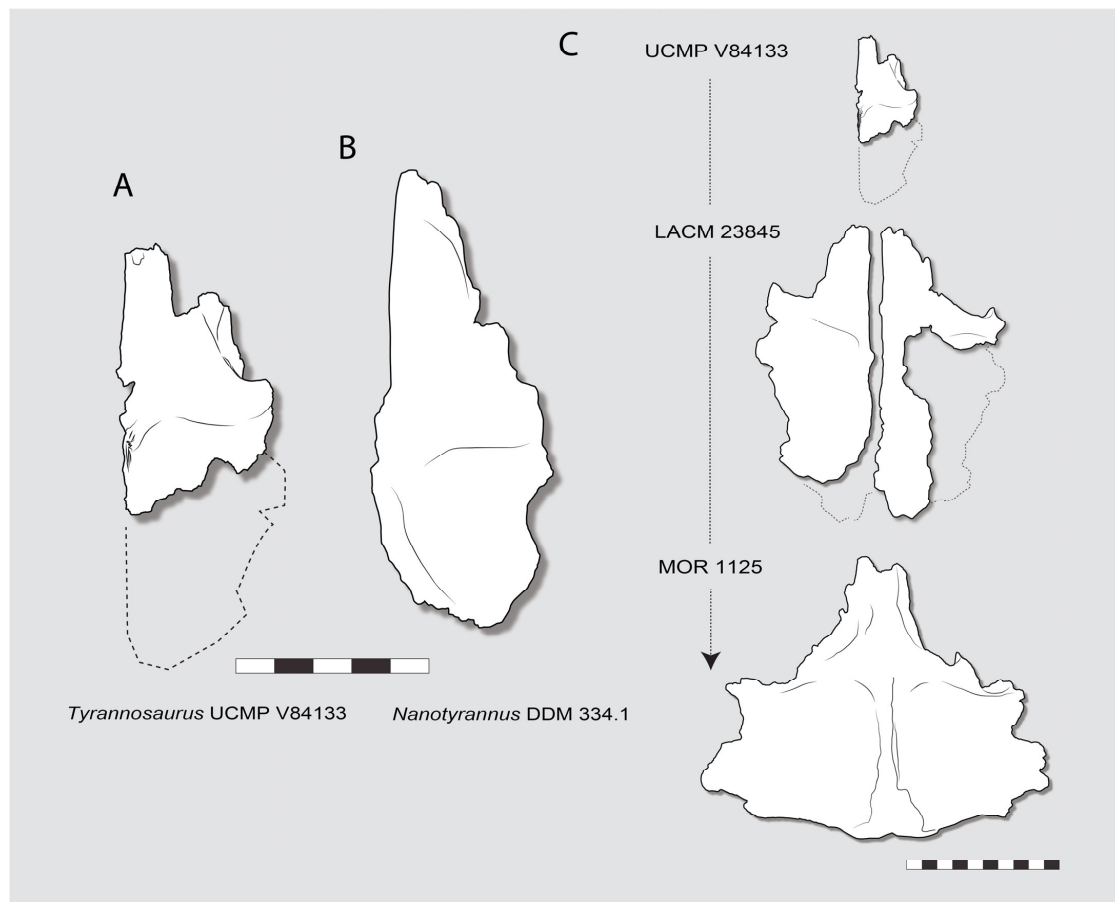 A
B
Tyrannosaurus UCMP V84133
Nanotyrannus DDM 334.1
C
UCMP V84133
LACM 23845
MOR 1125